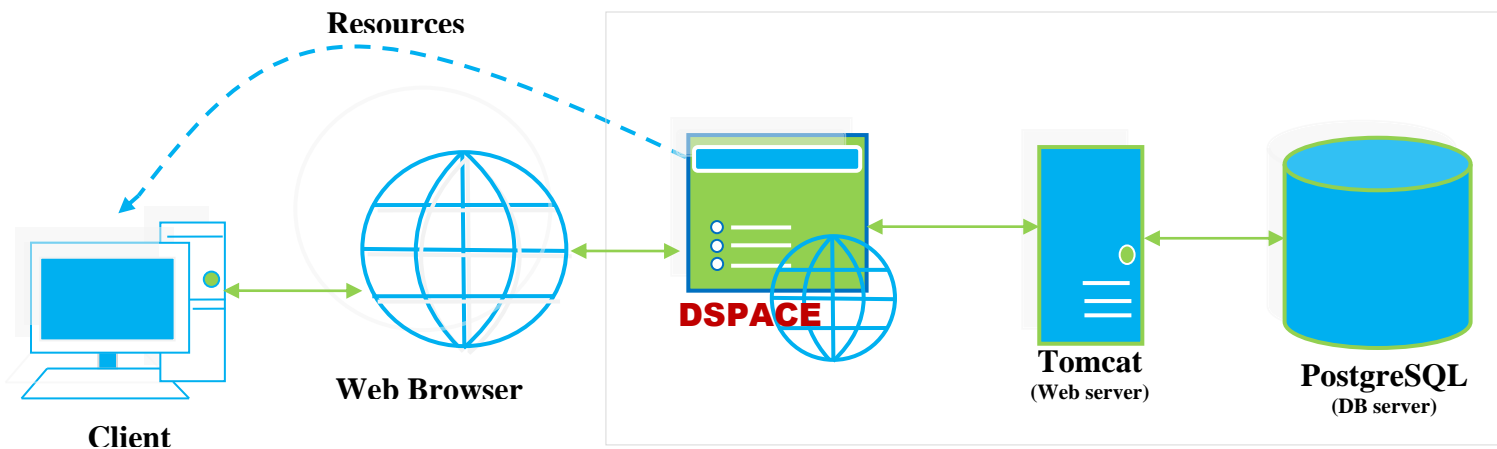 Resources
DSPACE
Tomcat
(Web server)
PostgreSQL
(DB server)
Web Browser
Client